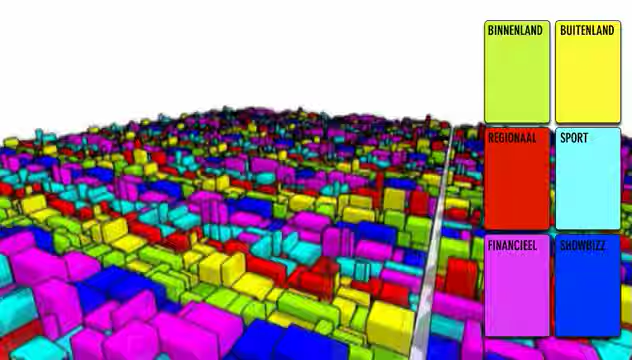 BINNENLAND
BUITENLAND
REGIONAAL
SPORT
FINANCIEEL
SHOWBIZZ